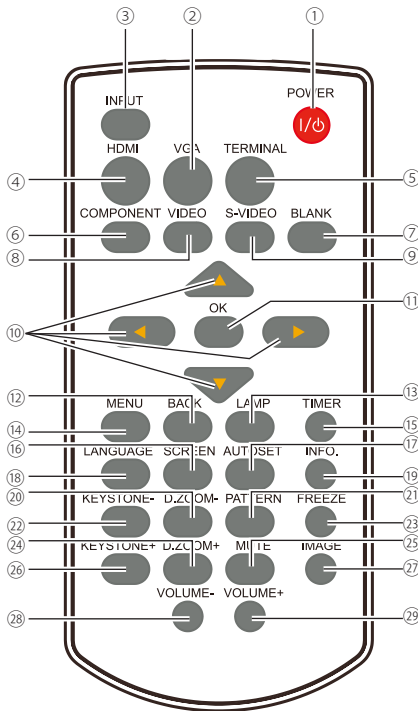 ③ ② ①
INPUT POWER
I/⏻
HDMI VGA TERMINAL
④ ⑤
COMPONENT VIDEO S-VIDEO BLANK
⑥ ⑦
⑧ ⑨
OK ⑪
⑩
⑫ ⑬
MENU BACK LAMP TIMER
⑭ ⑮
⑯ ⑰
LANGUAGE SCREEN AUTOSET INFO.
⑱ ⑲
KEYSTONE- D.ZOOM- PATTERN FREEZE
⑳ ㉑
㉒ ㉓
㉔ ㉕
KEYSTONE+ D.ZOOM+ MUTE IMAGE
㉖ ㉗
VOLUME- VOLUME+
㉘ ㉙